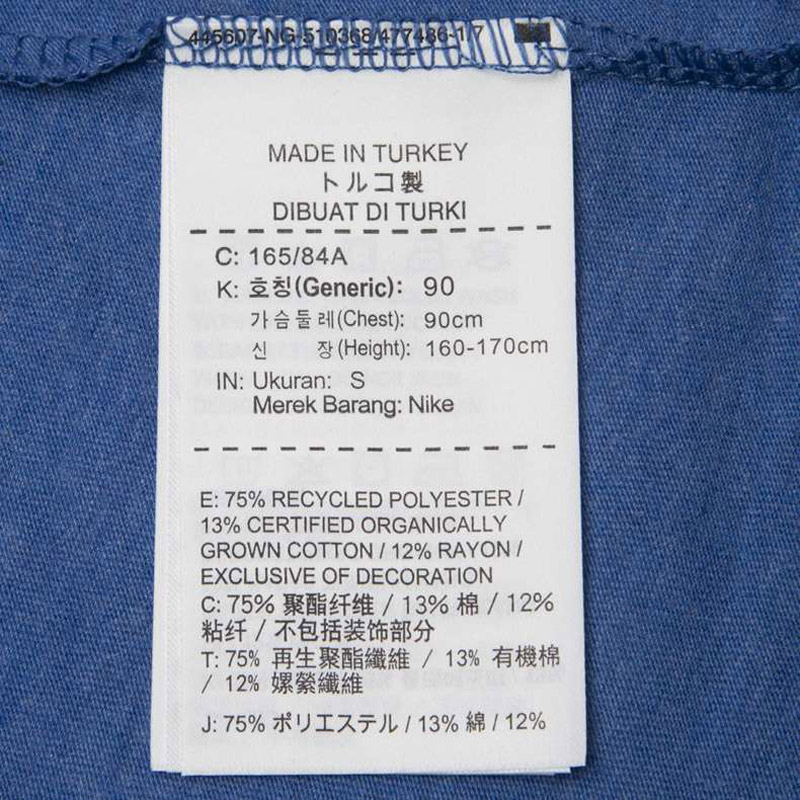 445607-NG-510368/477486-1/7
MADE IN TURKEY
トルコ製
DIBUAT DI TURKI
C: 165/84A
K: 호칭(Generic): 90
가슴둘레(Chest): 90cm
신 장(Height): 160-170cm
IN: Ukuran: S
Merek Barang: Nike
E: 75% RECYCLED POLYESTER /
13% CERTIFIED ORGANICALLY
GROWN COTTON / 12% RAYON /
EXCLUSIVE OF DECORATION
C: 75% 聚酯纤维 / 13% 棉 / 12%
粘纤 / 不包括装饰部分
T: 75% 再生聚酯纖維 / 13% 有機棉
/ 12% 嫘縈纖維
J: 75% ポリエステル / 13% 綿 / 12%